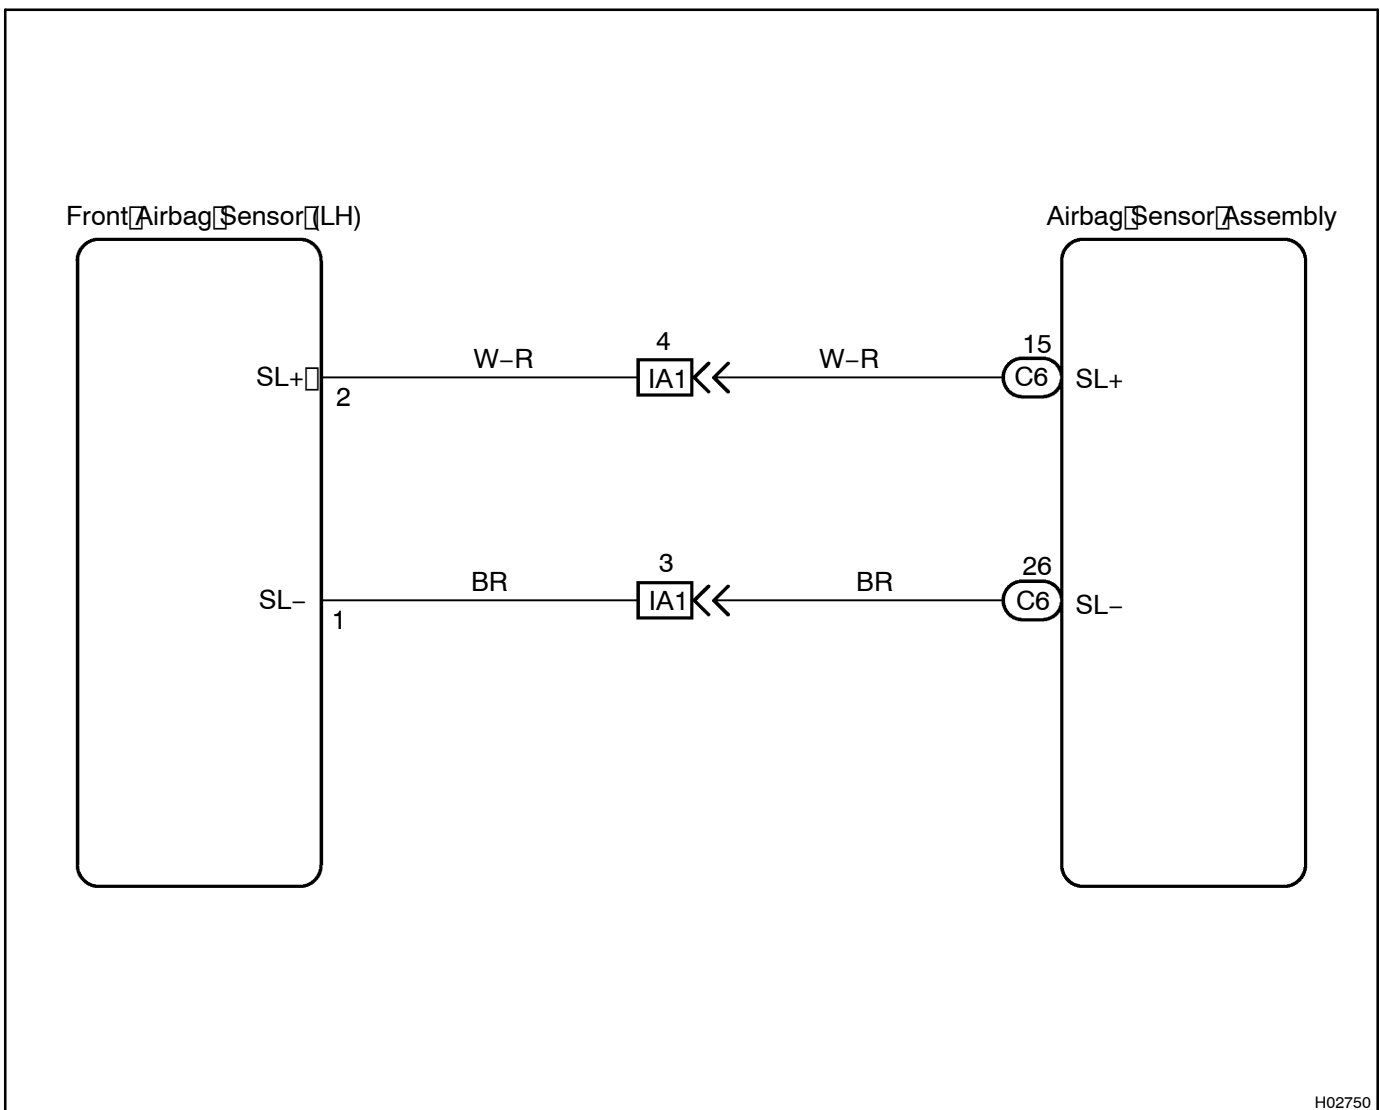 Front Airbag Sensor (LH)
Airbag Sensor Assembly
4
15
W-R
W-R
SL+
2
IA1
C6
SL+
3
26
BR
BR
SL-
1
IA1
C6
SL-
H02750